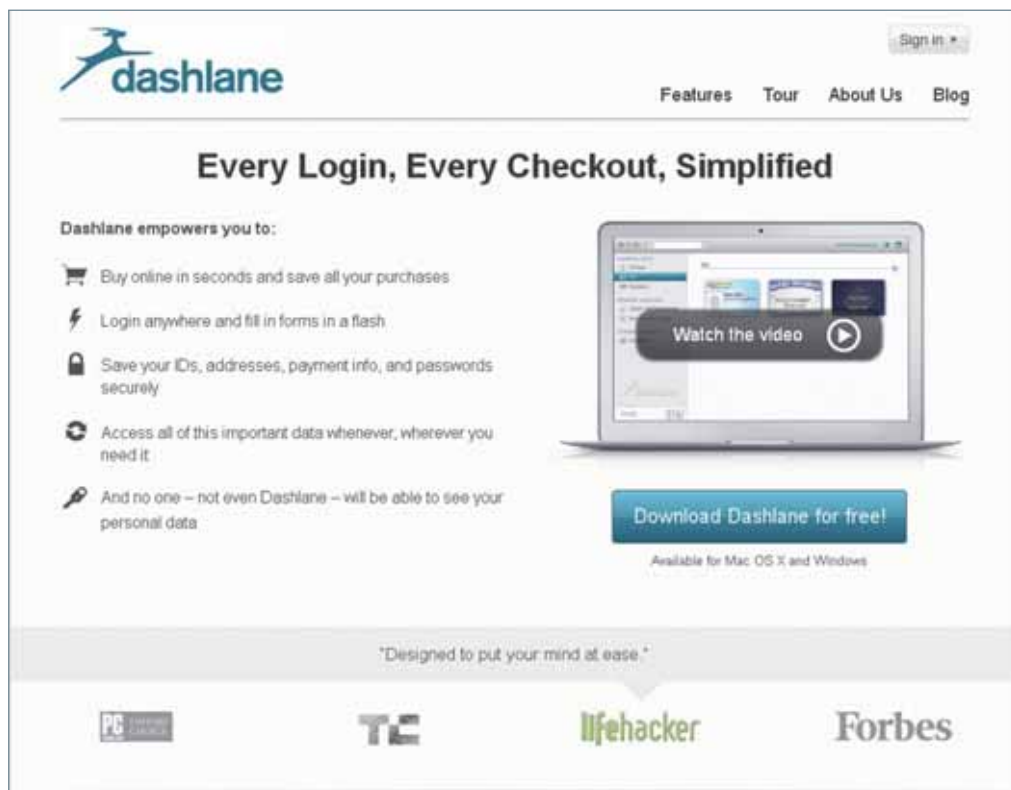 dashlane
Sign in
Features Tour About Us Blog
Every Login, Every Checkout, Simplified
Dashlane empowers you to:
Buy online in seconds and save all your purchases
Login anywhere and fill in forms in a flash
Save your IDs, addresses, payment info, and passwords
securely
Access all of this important data whenever, wherever you
need it
And no one – not even Dashlane – will be able to see your
personal data
Watch the video
Download Dashlane for free!
Available for Mac OS X and Windows
"Designed to put your mind at ease."
PC
TC
lifehacker
Forbes